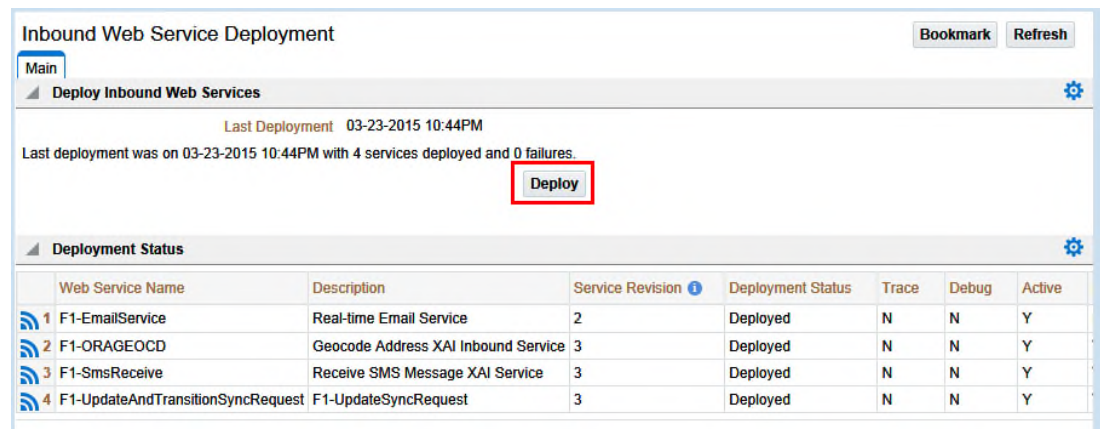 Inbound Web Service Deployment Bookmark Refresh
Main
Deploy Inbound Web Services
Last Deployment 03-23-2015 10:44PM
Last deployment was on 03-23-2015 10:44PM with 4 services deployed and 0 failures.
Deploy
Deployment Status
Web Service Name Description Service Revision Deployment Status Trace Debug Active
1 F1-EmailService Real-time Email Service 2 Deployed N N Y
2 F1-ORAGEOCD Geocode Address XAI Inbound Service 3 Deployed N N Y
3 F1-SmsReceive Receive SMS Message XAI Service 3 Deployed N N Y
4 F1-UpdateAndTransitionSyncRequest F1-UpdateSyncRequest 3 Deployed N N Y